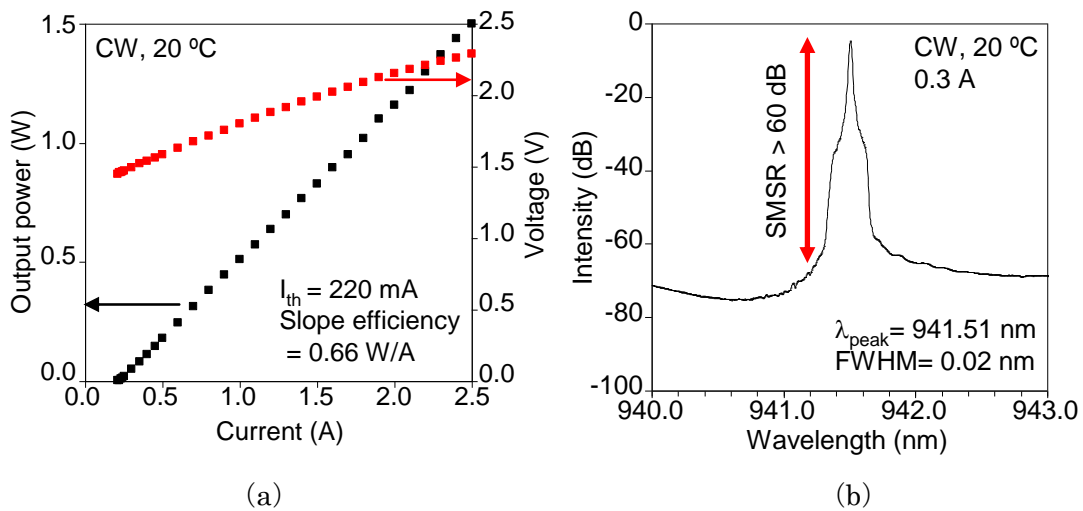 CW, 20 ºC
Output power (W)
1.5
1.0
0.5
0.0
2.5
2.0
1.5
1.0
0.5
0.0
Voltage (V)
I_th = 220 mA
Slope efficiency
= 0.66 W/A
0.0 0.5 1.0 1.5 2.0 2.5
Current (A)
(a)
CW, 20 ºC
0.3 A
Intensity (dB)
0
-20
-40
-60
-80
-100
SMSR > 60 dB
λ_peak= 941.51 nm
FWHM= 0.02 nm
940.0 941.0 942.0 943.0
Wavelength (nm)
(b)